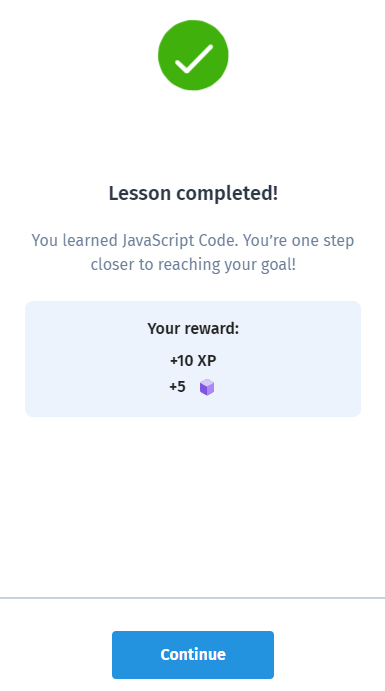 Lesson completed!
You learned JavaScript Code. You’re one step
closer to reaching your goal!
Your reward:
+10 XP
+5
Continue